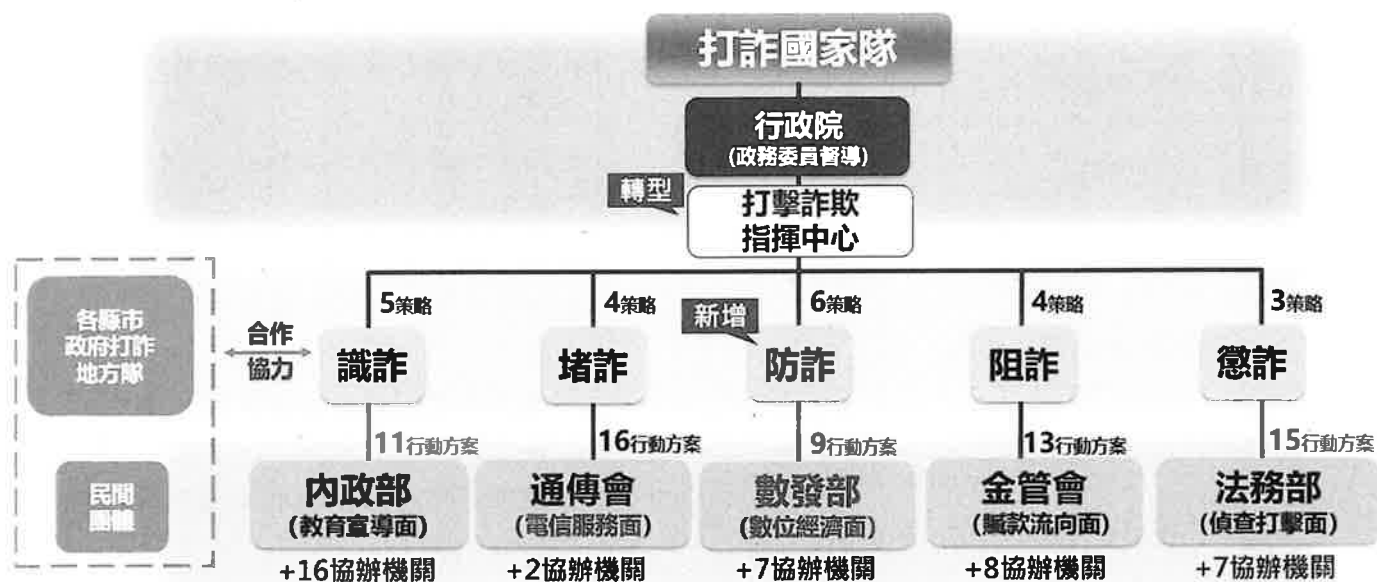 打詐國家隊
行政院
(政務委員督導)
轉型
打擊詐欺
指揮中心
各縣市
政府打詐
地方隊
民間
團體
合作
協力
5策略
4策略
新增
6策略
4策略
3策略
識詐
堵詐
防詐
阻詐
懲詐
11行動方案
16行動方案
9行動方案
13行動方案
15行動方案
內政部
(教育宣導面)
通傳會
(電信服務面)
數發部
(數位經濟面)
金管會
(贓款流向面)
法務部
(偵查打擊面)
+16協辦機關
+2協辦機關
+7協辦機關
+8協辦機關
+7協辦機關